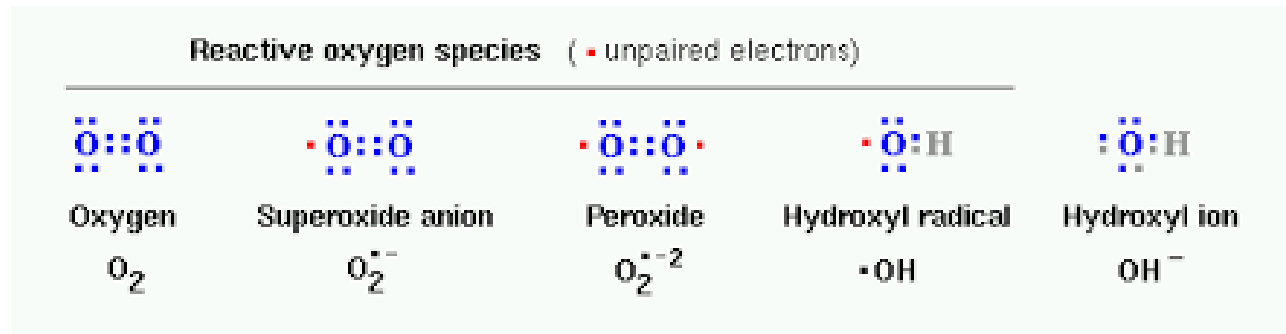 Reactive oxygen species ( • unpaired electrons)
O::O •O::O •O::O• •O:H :O:H
Oxygen Superoxide anion Peroxide Hydroxyl radical Hydroxyl ion
O₂ O₂•⁻ O₂•⁻² •OH OH⁻